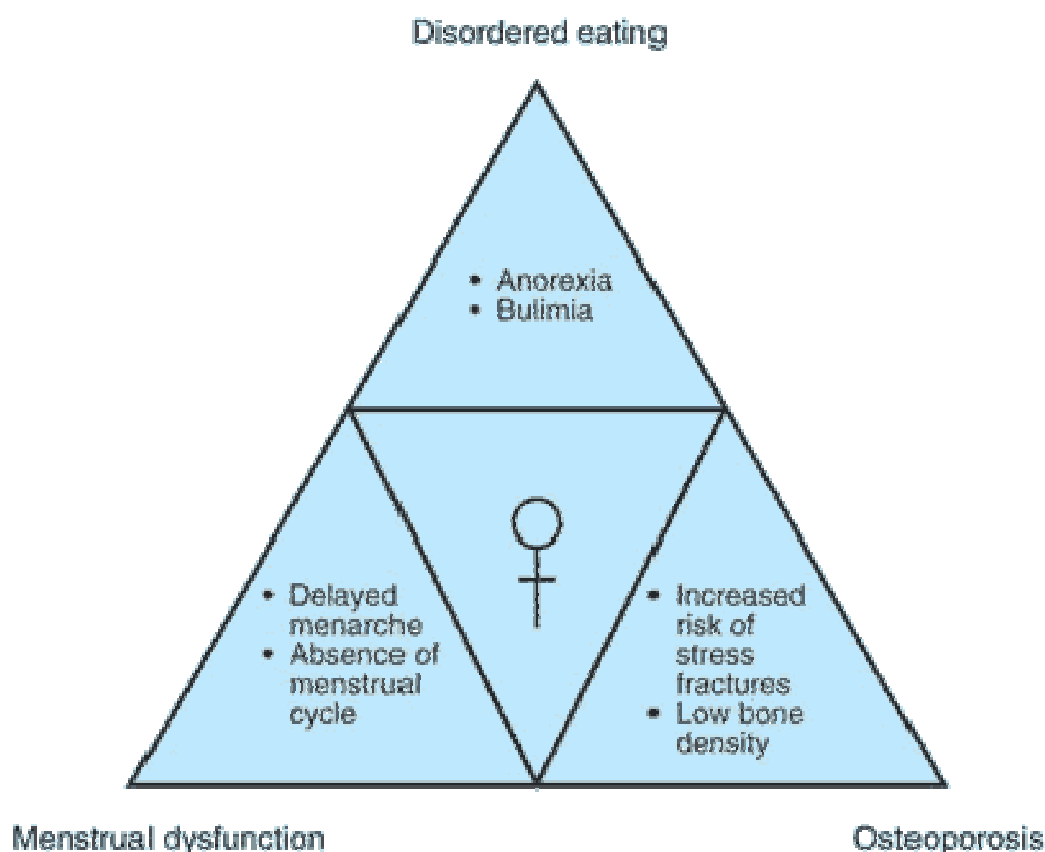 Disordered eating
• Anorexia
• Bulimia
• Delayed
menarche
• Absence of
menstrual
cycle
• Increased
risk of
stress
fractures
• Low bone
density
Menstrual dysfunction
Osteoporosis